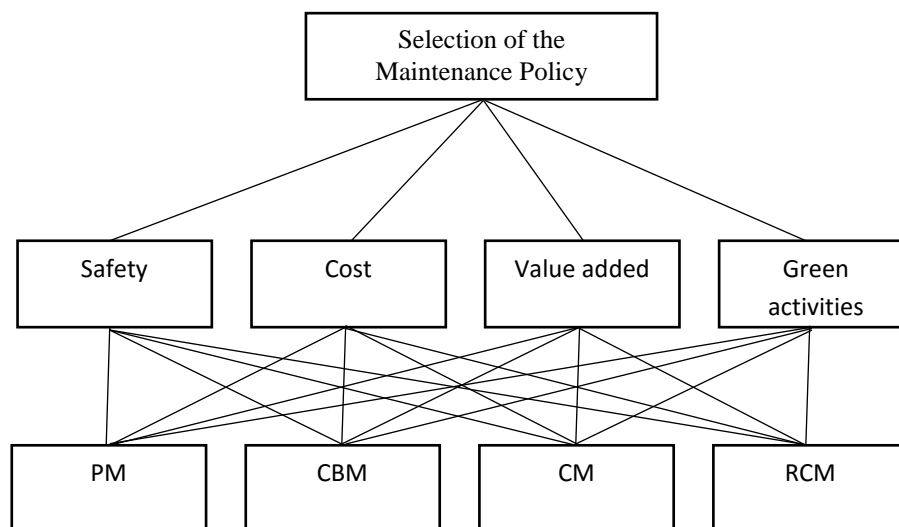 Selection of the
Maintenance Policy
Safety
Cost
Value added
Green
activities
PM
CBM
CM
RCM